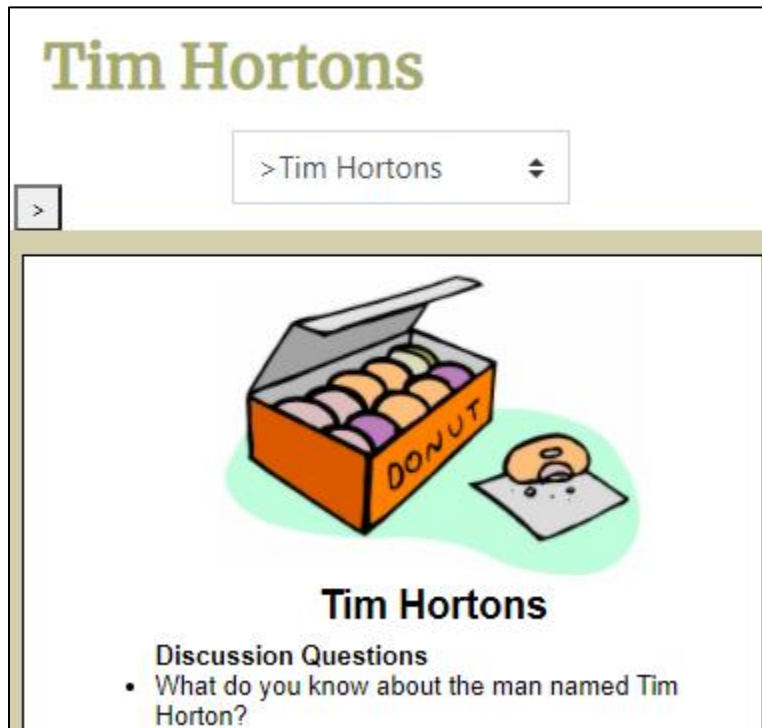 Tim Hortons
>Tim Hortons
>
DONUT
Tim Hortons
Discussion Questions
• What do you know about the man named Tim
Horton?